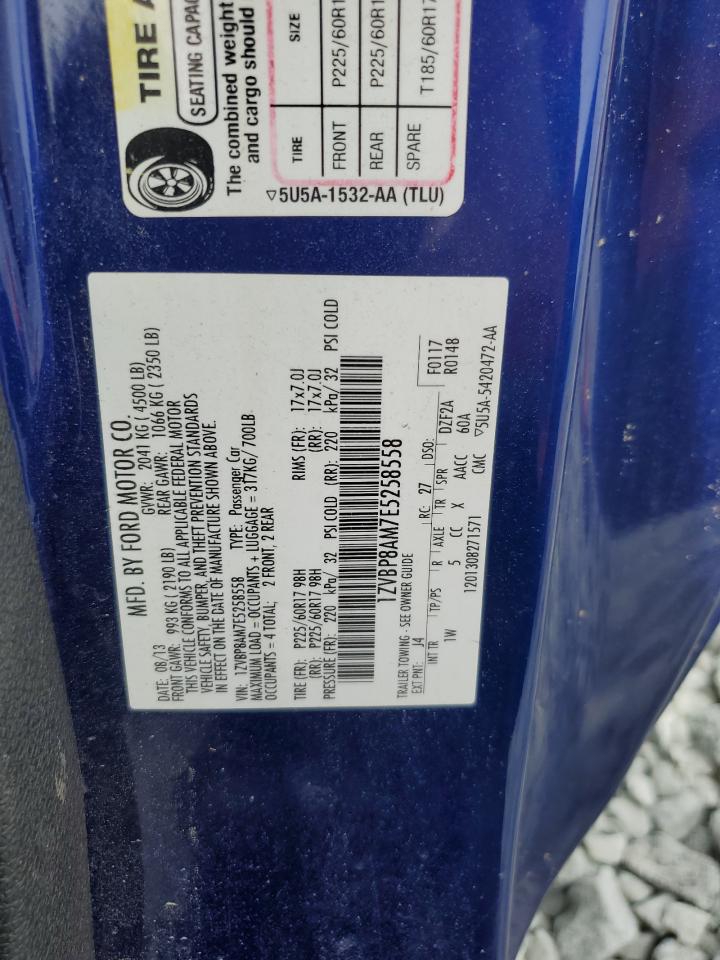 TIRE A
SEATING CAPAC
The combined weight
and cargo should
TIRE SIZE
FRONT P225/60R1
REAR P225/60R1
SPARE T185/60R17
▽5U5A-1532-AA (TLU)
MFD. BY FORD MOTOR CO.
DATE: 08/13 GVWR: 2041 KG ( 4500 LB)
FRONT GAWR: 993 KG ( 2190 LB) REAR GAWR: 1066 KG ( 2350 LB)
THIS VEHICLE CONFORMS TO ALL APPLICABLE FEDERAL MOTOR
VEHICLE SAFETY, BUMPER, AND THEFT PREVENTION STANDARDS
IN EFFECT ON THE DATE OF MANUFACTURE SHOWN ABOVE.
VIN: 1ZVBP8AM7E5258558 TYPE: Passenger Car
MAXIMUM LOAD = OCCUPANTS + LUGGAGE = 317KG/700LB
OCCUPANTS = 4 TOTAL: 2 FRONT, 2 REAR
TIRE (FR): P225/60R17 98H RIMS (FR): 17x7.0J
(RR): P225/60R17 98H (RR): 17x7.0J
PRESSURE (FR): 220 kPa/ 32 PSI COLD (RR): 220 kPa/ 32 PSI COLD
1ZVBP8AM7E5258558
TRAILER TOWING - SEE OWNER GUIDE
EXT PNT: J4 RC: 27 DSO: F0117
R0148
INT TR TP/PS R AXLE TR SPR DZF2A
1W 5 CC X AACC 60A
1201308271571 CMC ▽5U5A-5420472-AA